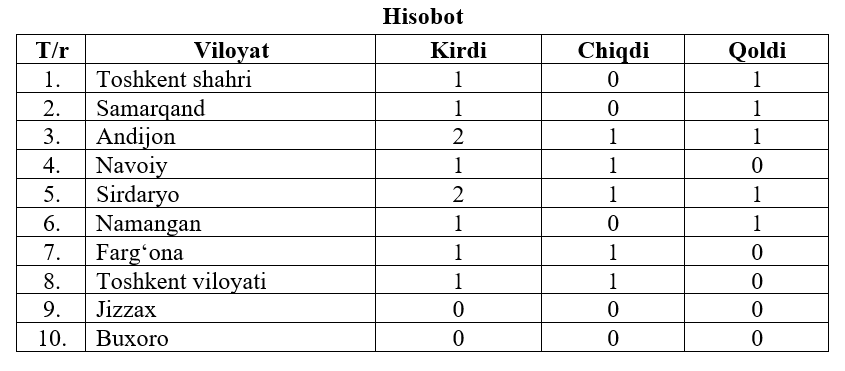 Hisobot
T/r Viloyat Kirdi Chiqdi Qoldi
1. Toshkent shahri 1 0 1
2. Samarqand 1 0 1
3. Andijon 2 1 1
4. Navoiy 1 1 0
5. Sirdaryo 2 1 1
6. Namangan 1 0 1
7. Farg‘ona 1 1 0
8. Toshkent viloyati 1 1 0
9. Jizzax 0 0 0
10. Buxoro 0 0 0